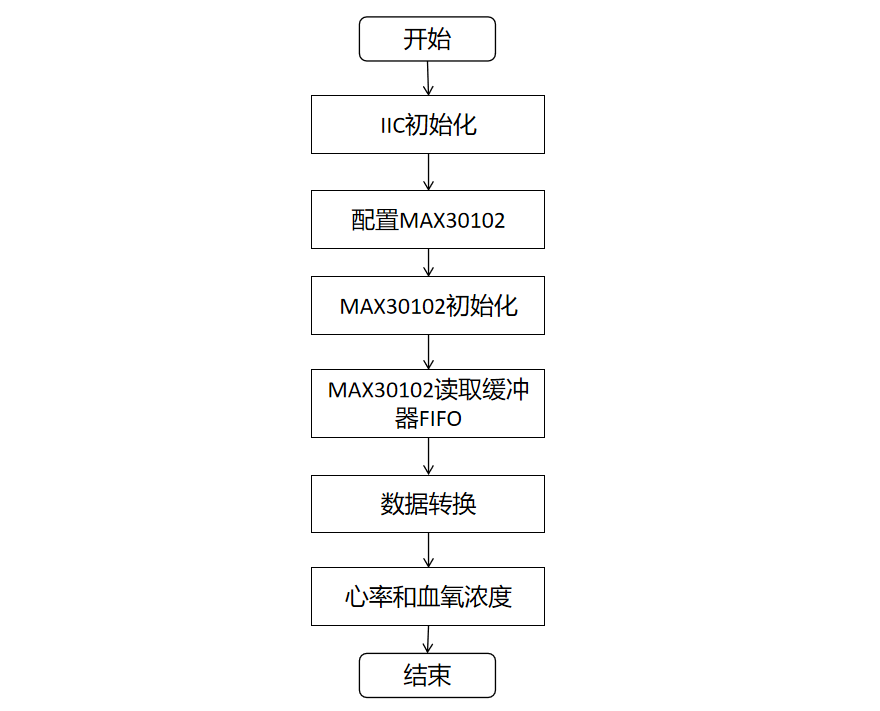 开始
IIC初始化
配置MAX30102
MAX30102初始化
MAX30102读取缓冲
器FIFO
数据转换
心率和血氧浓度
结束